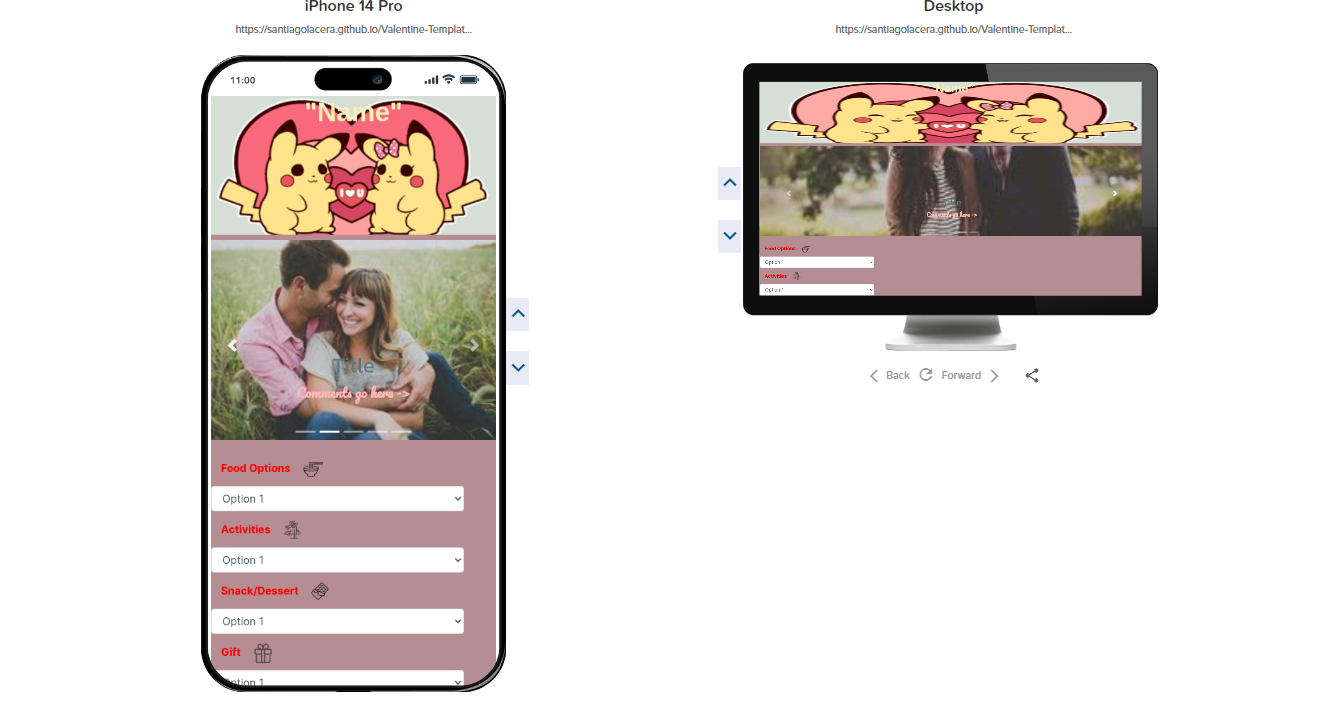 iPhone 14 Pro
https://santiagolacera.github.io/Valentine-Templat...
11:00
"Name"
I ♥ U
Title
Comments go here ->
Food Options
Option 1
Activities
Option 1
Snack/Dessert
Option 1
Gift
Option 1
Desktop
https://santiagolacera.github.io/Valentine-Templat...
"Name"
I ♥ U
Comments go here ->
Food Options
Option 1
Activities
Option 1
Back
Forward